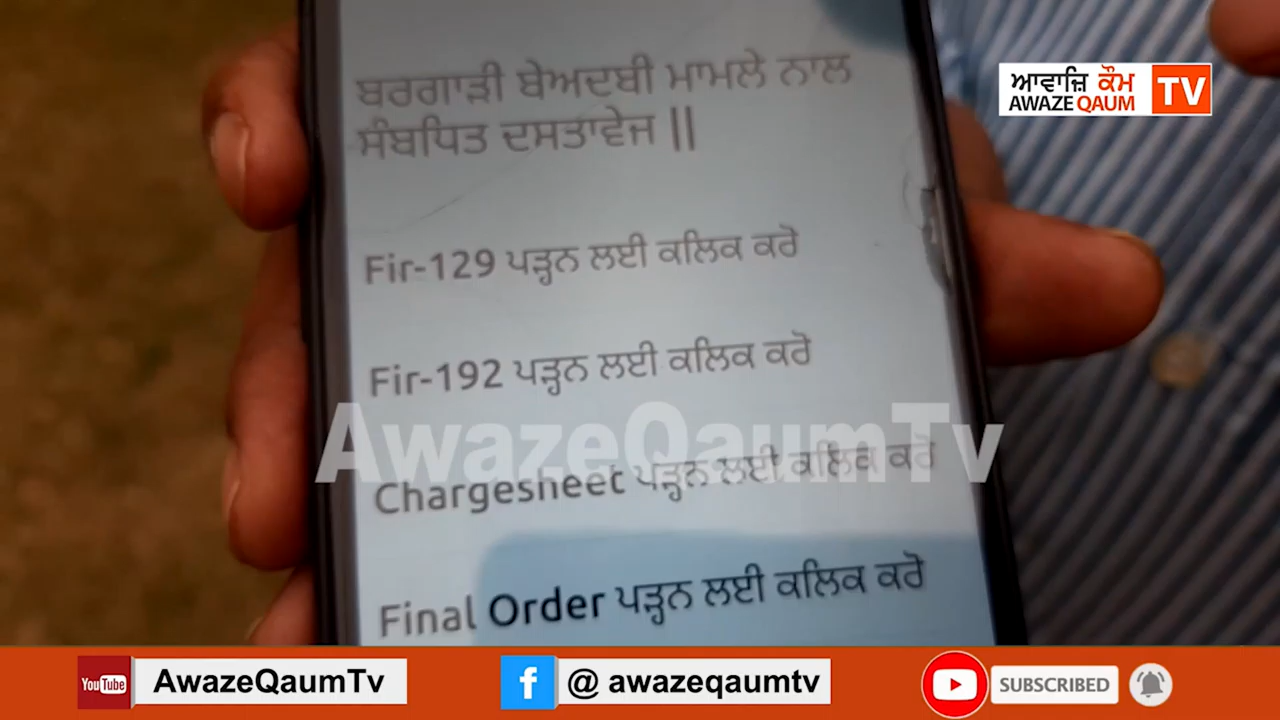 ਬਰਗਾੜੀ ਬੇਅਦਬੀ ਮਾਮਲੇ ਨਾਲ
ਸੰਬਧਿਤ ਦਸਤਾਵੇਜ ||
Fir-129 ਪੜ੍ਹਨ ਲਈ ਕਲਿਕ ਕਰੋ
Fir-192 ਪੜ੍ਹਨ ਲਈ ਕਲਿਕ ਕਰੋ
Chargesheet ਪੜ੍ਹਨ ਲਈ ਕਲਿਕ ਕਰੋ
Final Order ਪੜ੍ਹਨ ਲਈ ਕਲਿਕ ਕਰੋ
ਆਵਾਜ਼ਿ ਕੌਮ
AWAZE QAUM
TV
AwazeQaumTv
YouTube AwazeQaumTv
f @ awazeqaumtv
SUBSCRIBED